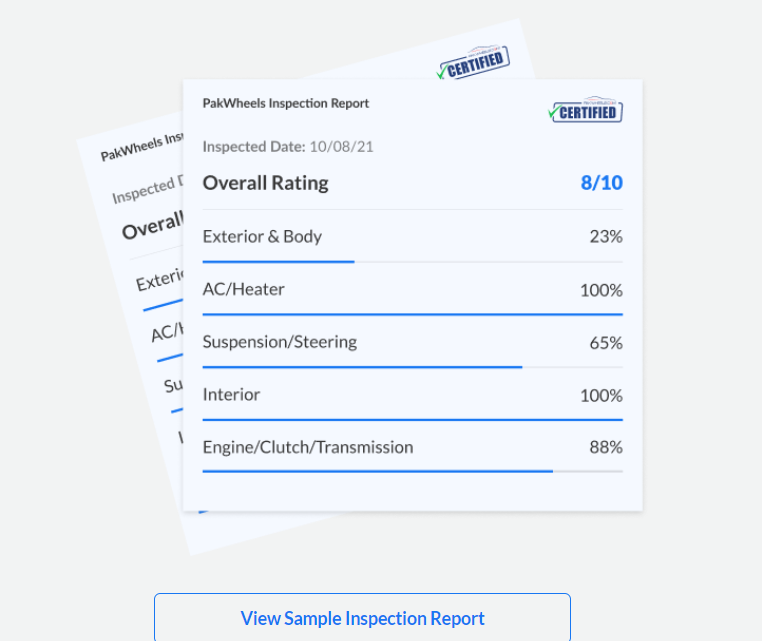 CERTIFIED
PakWheels Inspection Report
CERTIFIED
PakWheels Ins
Inspected Date: 10/08/21
Inspected D
Overall Rating 8/10
Overall
Exterior & Body 23%
Exterio
AC/Heater 100%
AC/H
Suspension/Steering 65%
Su
Interior 100%
I
Engine/Clutch/Transmission 88%
View Sample Inspection Report